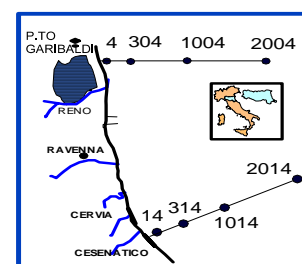 P.TO
GARIBALDI
4 304 1004 2004
RENO
RAVENNA
2014
CERVIA
14 314 1014
CESENATICO